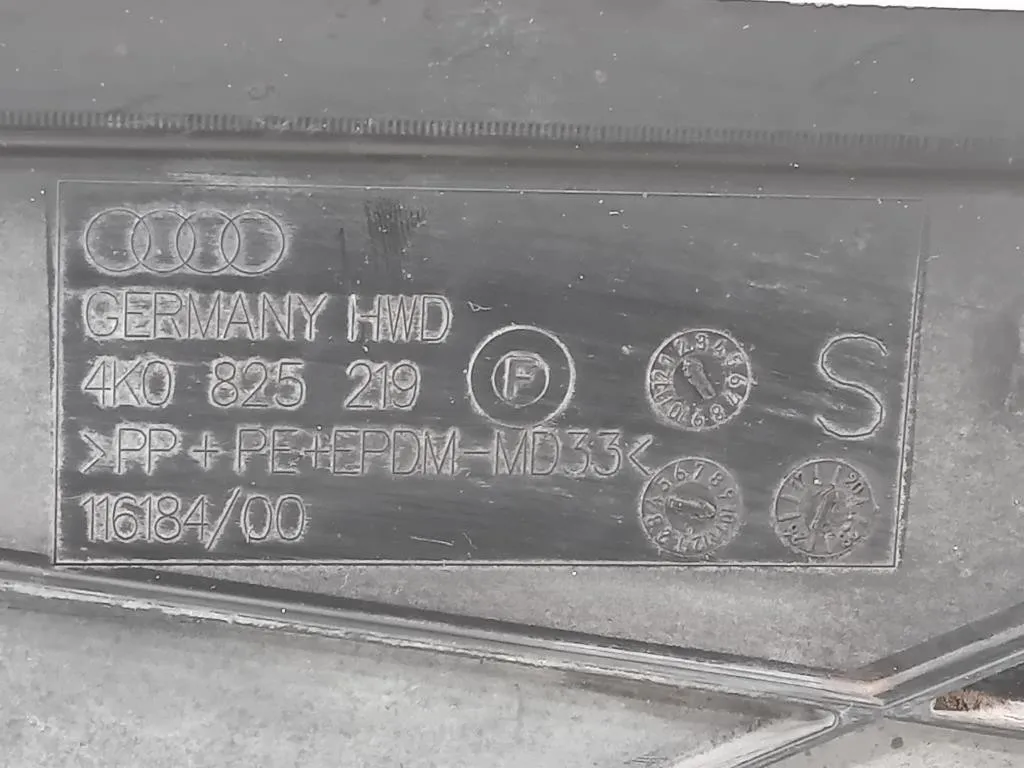 GERMANY HWD
4K0 825 219
F
S
>PP+PE+EPDM-MD33<
116184/00